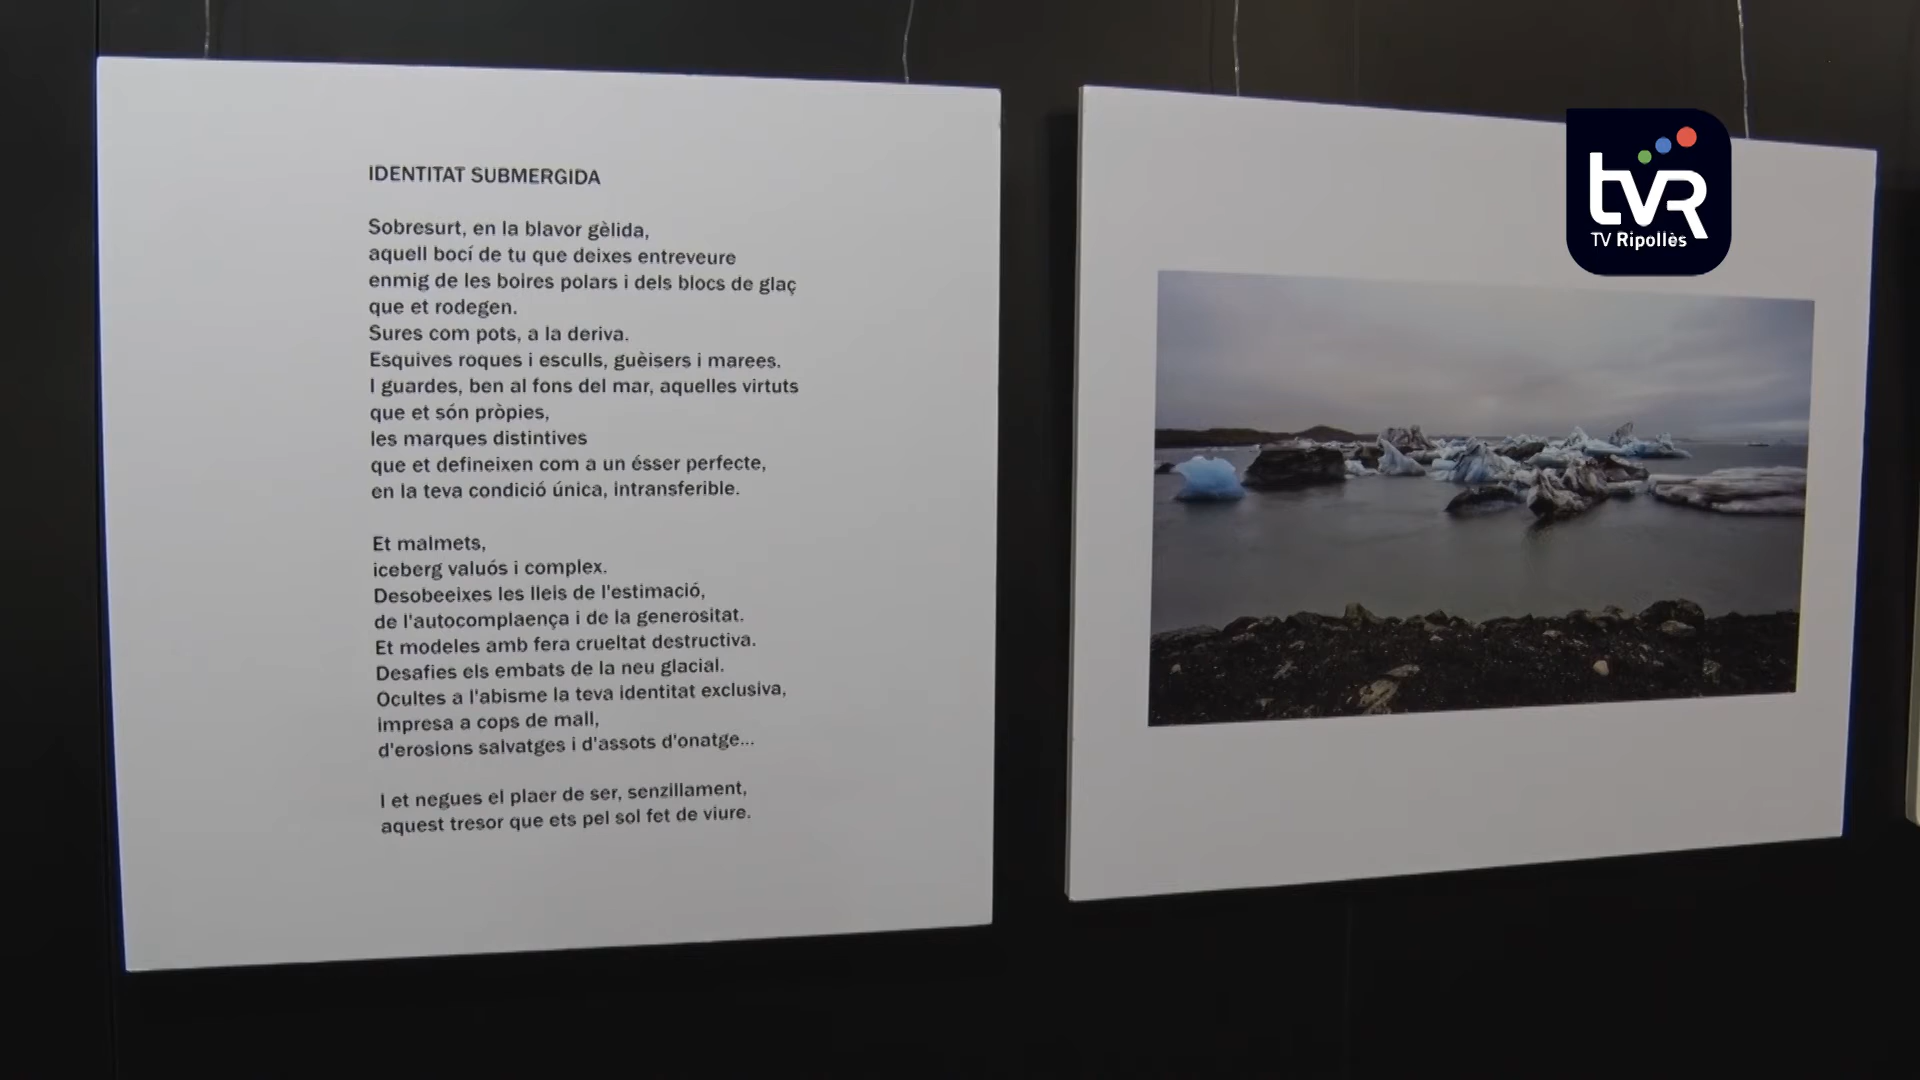 IDENTITAT SUBMERGIDA
Sobresurt, en la blavor gèlida,
aquell bocí de tu que deixes entreveure
enmig de les boires polars i dels blocs de glaç
que et rodegen.
Sures com pots, a la deriva.
Esquives roques i esculls, guèisers i marees.
I guardes, ben al fons del mar, aquelles virtuts
que et són pròpies,
les marques distintives
que et defineixen com a un ésser perfecte,
en la teva condició única, intransferible.
Et malmets,
iceberg valuós i complex.
Desobeeixes les lleis de l'estimació,
de l'autocomplaença i de la generositat.
Et modeles amb fera crueltat destructiva.
Desafies els embats de la neu glacial.
Ocultes a l'abisme la teva identitat exclusiva,
impresa a cops de mall,
d'erosions salvatges i d'assots d'onatge...
I et negues el plaer de ser, senzillament,
aquest tresor que ets pel sol fet de viure.
tvR
TV Ripollès